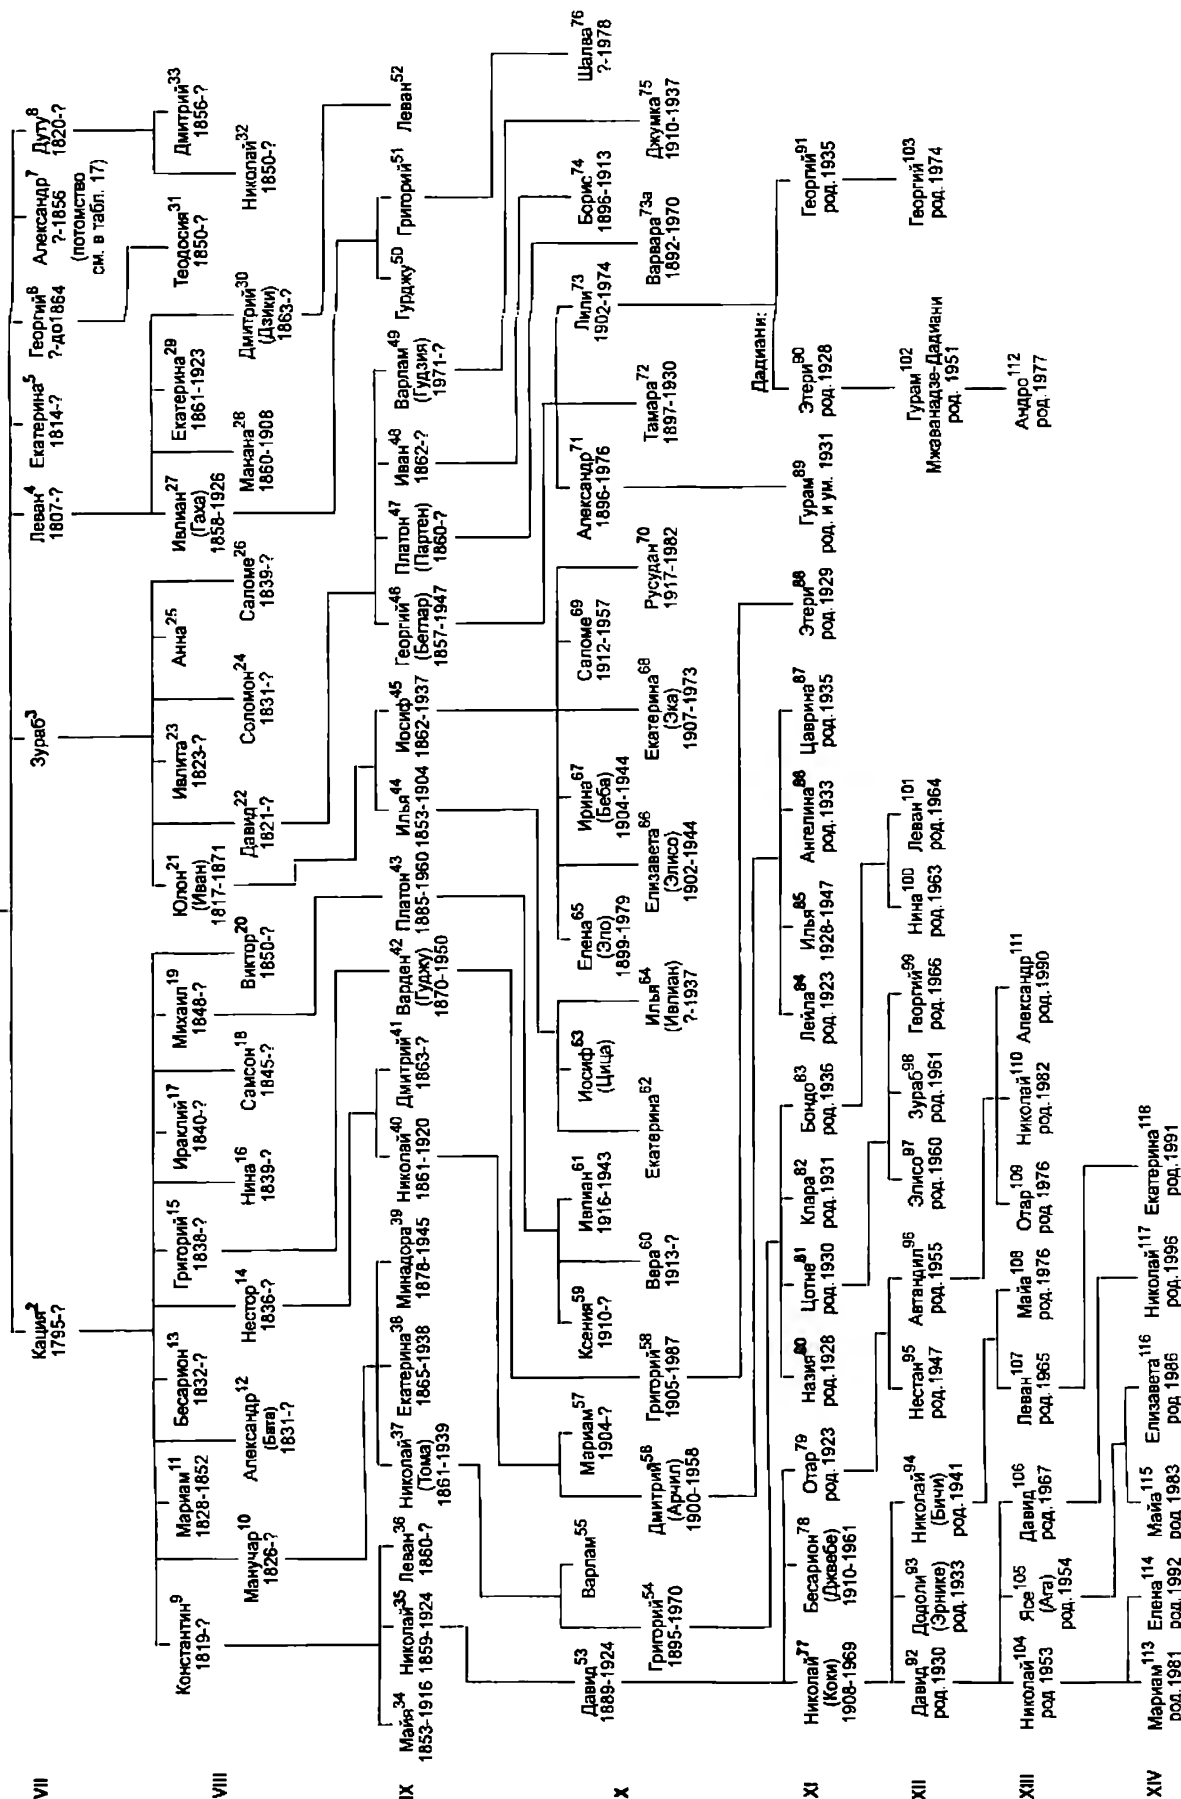 VII
Кация2
1795-?
Зураб3
Леван4
1807-?
Екатерина5
1814-?
Георгий6
?-до1864
Александр7
?-1856
(потомство
см. в табл. 17)
Дуту8
1820-?
VIII
Константин9
1819-?
Манучар10
1826-?
Мариам11
1828-1852
Александр12
(Бята)
1831-?
Бесарион13
1832-?
Нестор14
1836-?
Григорий15
1838-?
Нина16
1839-?
Ираклий17
1840-?
Самсон18
1845-?
Михаил19
1848-?
Виктор20
1850-?
Юлон21
(Иван)
1817-1871
Давид22
1821-?
Ивлита23
1823-?
Соломон24
1831-?
Анна25
Саломе26
1839-?
Ивлиан27
(Гаха)
1858-1926
Манана28
1860-1908
Екатерина29
1861-1923
Дмитрий30
(Дзики)
1863-?
Теодосия31
1850-?
Николай32
1850-?
Дмитрий33
1856-?
IX
Майя34
1853-1916
Николай35
1859-1924
Леван36
1860-?
Николай37
(Тома)
1861-1939
Екатерина38
1865-1938
Минадора39
1878-1945
Николай40
1861-1920
Дмитрий41
1863-?
Варден42
(Гуджу)
1870-1950
Платон43
1885-1960
Илья44
1853-1904
Иосиф45
1862-1937
Георгий48
(Бегтар)
1857-1947
Платон47
(Партен)
1860-?
Иван48
1862-?
Варлам49
(Гудзия)
1971-?
Гурджу50
Григорий51
Леван52
X
Давид53
1889-1924
Григорий54
1895-1970
Варлам55
Дмитрий58
(Арчил)
1900-1958
Мариам57
1904-?
Григорий58
1905-1987
Ксения59
1910-?
Вера60
1913-?
Ивлиан61
1916-1943
Екатерина62
Иосиф63
(Цица)
Илья64
(Ивлиан)
?-1937
Елена65
(Эло)
1899-1979
Елизавета66
(Элисо)
1902-1944
Ирина67
(Беба)
1904-1944
Екатерина68
(Эка)
1907-1973
Саломе69
1912-1957
Русудан70
1917-1982
Александр71
1896-1976
Тамара72
1897-1930
Лили73
1902-1974
Варвара73а
1892-1970
Борис74
1896-1913
Джумка75
1910-1937
Шалва76
?-1978
XI
Николай77
(Коки)
1908-1969
Бесарион78
(Джвебе)
1910-1961
Отар79
род.1923
Назия80
род.1928
Цотне81
род.1930
Клара82
род.1931
Бондо83
род.1936
Лейла84
род.1923
Илья85
1928-1947
Ангелина86
род.1933
Цаврина87
род.1935
Этери88
род.1929
Гурам89
род. и ум. 1931
Дадиани:
Этери90
род.1928
Георгий91
род.1935
XII
Давид92
род.1930
Додоли93
(Эрнике)
род.1933
Николай94
(Бичи)
род.1941
Нестан95
род.1947
Автандил96
род.1955
Элисо97
род.1960
Зураб98
род.1961
Георгий99
род.1966
Нина100
род.1963
Леван101
род.1964
Гурам102
Мжаванадзе-Дадиани
род. 1951
Георгий103
род.1974
XIII
Николай104
род 1953
Ясе105
(Ага)
род.1954
Давид106
род.1967
Леван107
род.1965
Майа108
род.1976
Отар109
род 1976
Николай110
род.1982
Александр111
род.1990
Андро112
род.1977
XIV
Мариам113
род.1981
Елена114
род.1992
Майа115
род 1983
Елизавета116
род 1986
Николай117
род.1996
Екатерина118
род.1991